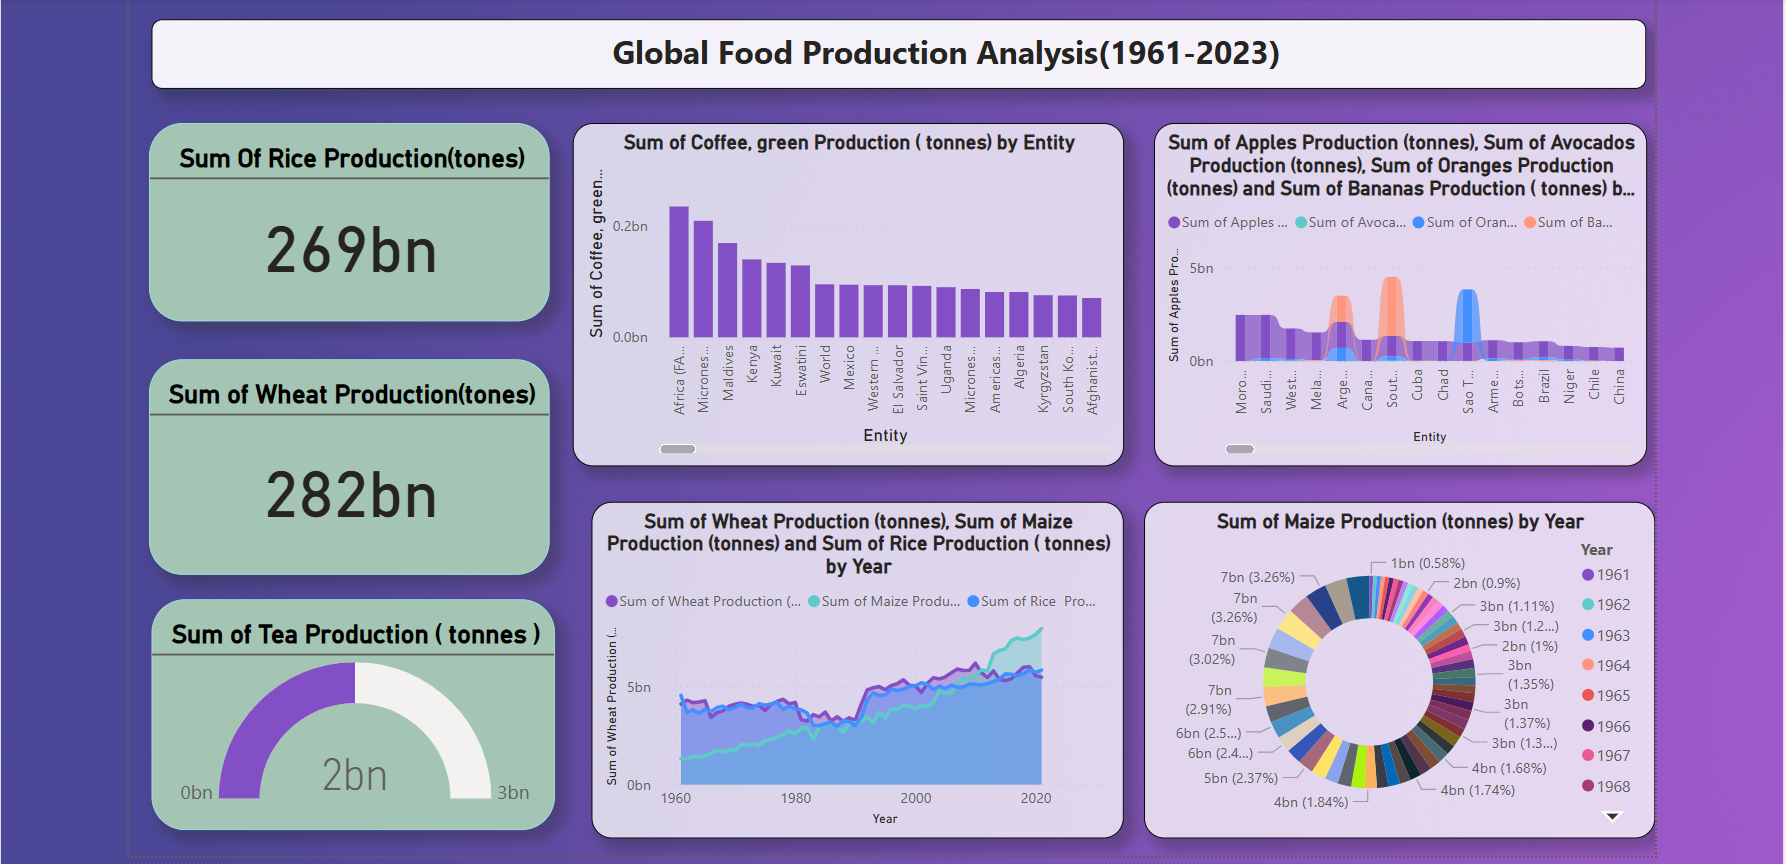 Global Food Production Analysis(1961-2023)
Sum Of Rice Production(tones)
269bn
Sum of Wheat Production(tones)
282bn
Sum of Tea Production ( tonnes )
2bn
0bn
3bn
Sum of Coffee, green Production ( tonnes) by Entity
Sum of Coffee, green...
0.2bn
0.0bn
Africa (FA...
Micrones...
Maldives
Kenya
Kuwait
Eswatini
World
Mexico
Western ...
El Salvador
Saint Vin...
Uganda
Micrones...
Americas...
Algeria
Kyrgyzstan
South Ko...
Afghanist...
Entity
Sum of Apples Production (tonnes), Sum of Avocados
Production (tonnes), Sum of Oranges Production
(tonnes) and Sum of Bananas Production ( tonnes) b...
Sum of Apples ...
Sum of Avoca...
Sum of Oran...
Sum of Ba...
Sum of Apples Pro...
5bn
0bn
Moro...
Saudi...
West...
Mela...
Arge...
Cana...
Sout...
Cuba
Chad
Sao T...
Arme...
Bots...
Brazil
Niger
Chile
China
Entity
Sum of Wheat Production (tonnes), Sum of Maize
Production (tonnes) and Sum of Rice Production ( tonnes)
by Year
Sum of Wheat Production (...
Sum of Maize Produ...
Sum of Rice Pro...
Sum of Wheat Production (...
5bn
0bn
1960
1980
2000
2020
Year
Sum of Maize Production (tonnes) by Year
1bn (0.58%)
2bn (0.9%)
3bn (1.11%)
3bn (1.2...)
2bn (1%)
3bn
(1.35%)
3bn
(1.37%)
3bn (1.3...)
4bn (1.68%)
4bn (1.74%)
4bn (1.84%)
5bn (2.37%)
6bn (2.4...)
6bn (2.5...)
7bn
(2.91%)
7bn
(3.02%)
7bn
(3.26%)
7bn (3.26%)
Year
1961
1962
1963
1964
1965
1966
1967
1968